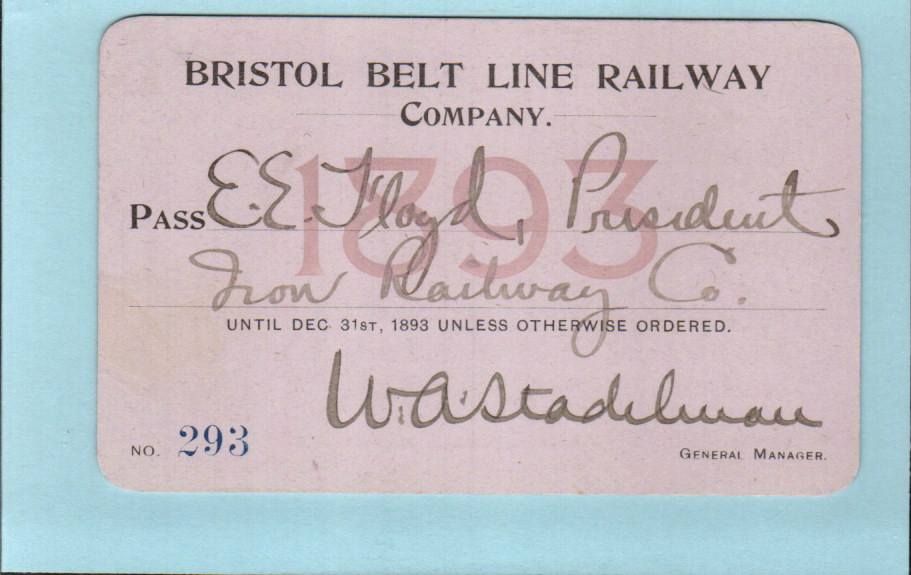 BRISTOL BELT LINE RAILWAY
COMPANY.
1893
PASS E.E. Floyd, President
Iron Railway Co.
UNTIL DEC. 31ST, 1893 UNLESS OTHERWISE ORDERED.
W.A. Stadelman
NO. 293
GENERAL MANAGER.